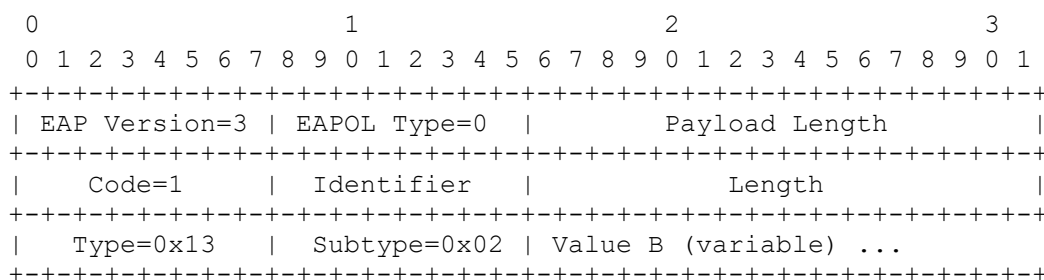 0                   1                   2                   3
 0 1 2 3 4 5 6 7 8 9 0 1 2 3 4 5 6 7 8 9 0 1 2 3 4 5 6 7 8 9 0 1
+-+-+-+-+-+-+-+-+-+-+-+-+-+-+-+-+-+-+-+-+-+-+-+-+-+-+-+-+-+-+-+-+
| EAP Version=3 | EAPOL Type=0  |        Payload Length         |
+-+-+-+-+-+-+-+-+-+-+-+-+-+-+-+-+-+-+-+-+-+-+-+-+-+-+-+-+-+-+-+-+
|    Code=1     |  Identifier   |            Length             |
+-+-+-+-+-+-+-+-+-+-+-+-+-+-+-+-+-+-+-+-+-+-+-+-+-+-+-+-+-+-+-+-+
|   Type=0x13   |  Subtype=0x02 | Value B (variable) ...
+-+-+-+-+-+-+-+-+-+-+-+-+-+-+-+-+-+-+-+-+-+-+-+-+-+-+-+-+-+-+-+-+